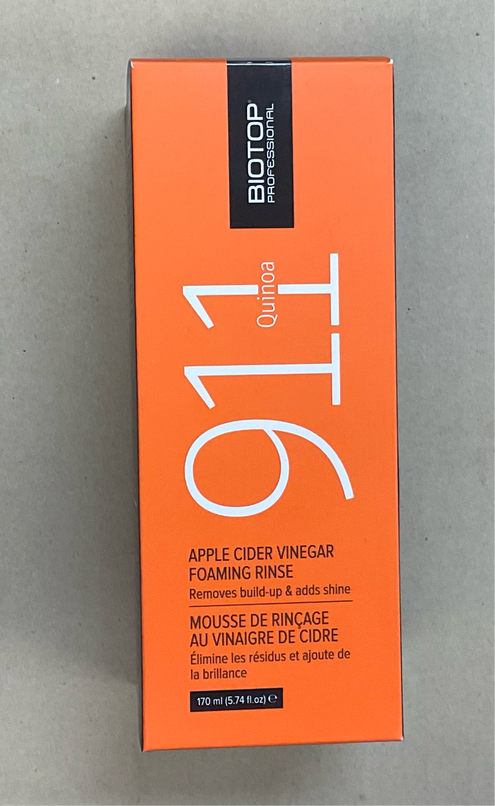 BIOTOP
PROFESSIONAL
911
Quinoa
APPLE CIDER VINEGAR
FOAMING RINSE
Removes build-up & adds shine
MOUSSE DE RINÇAGE
AU VINAIGRE DE CIDRE
Élimine les résidus et ajoute de
la brillance
170 ml (5.74 fl.oz) ℮